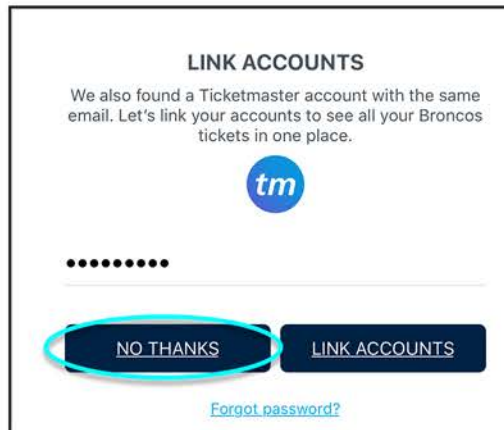 LINK ACCOUNTS
We also found a Ticketmaster account with the same
email. Let's link your accounts to see all your Broncos
tickets in one place.
tm
•••••••••
NO THANKS
LINK ACCOUNTS
Forgot password?